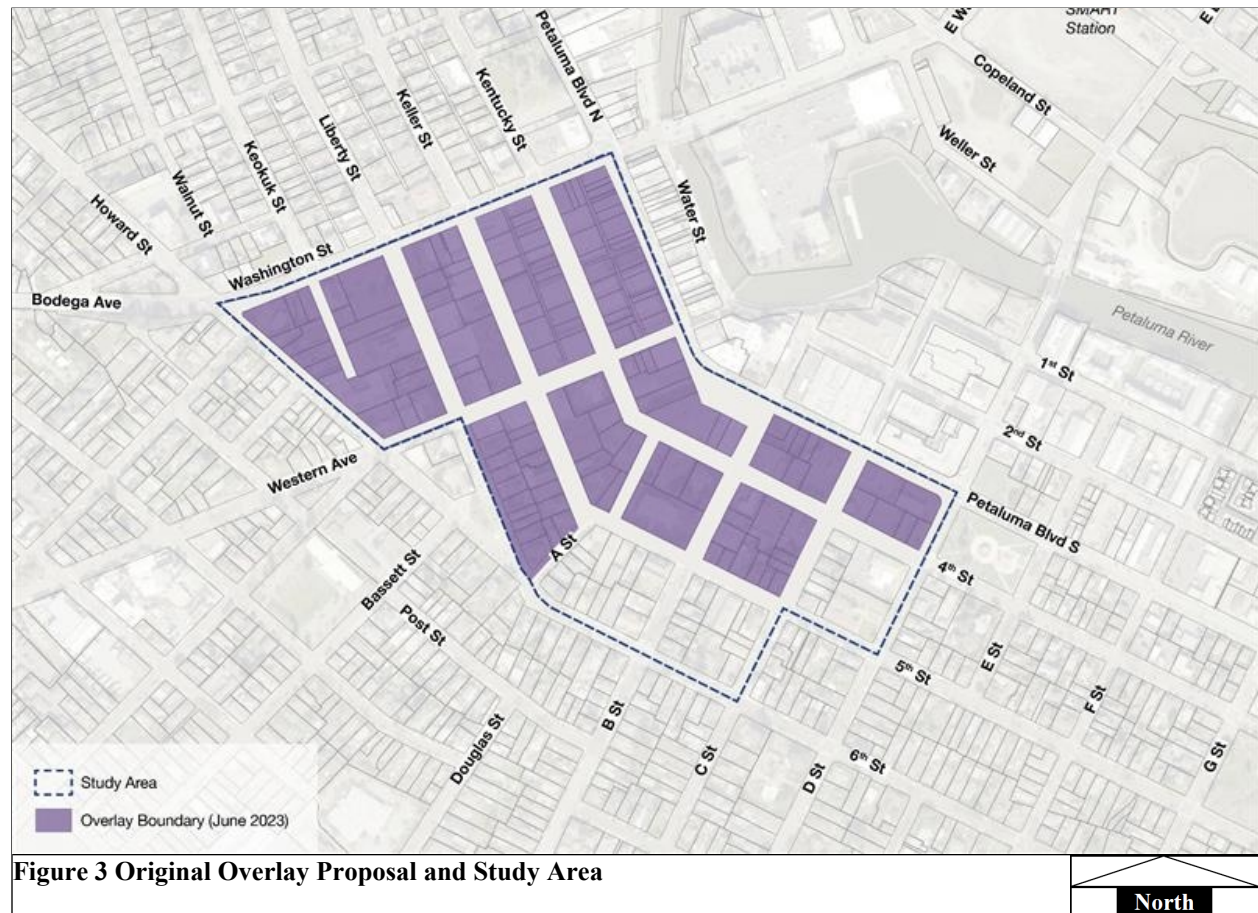 SMART
Station
E W
E
Petaluma Blvd N
Copeland St
Kentucky St
Keller St
Weller St
Liberty St
Keokuk St
Walnut St
Howard St
Water St
Washington St
Bodega Ave
Petaluma River
1st St
2nd St
Western Ave
Petaluma Blvd S
A St
4th St
Bassett St
Post St
E St
5th St
F St
B St
Douglas St
C St
6th St
D St
G St
Study Area
Overlay Boundary (June 2023)
Figure 3 Original Overlay Proposal and Study Area
North